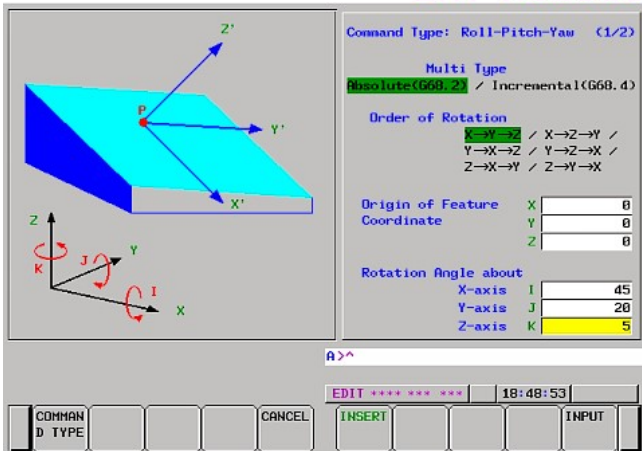 Command Type: Roll-Pitch-Yaw (1/2)
Multi Type
Absolute(G68.2) / Incremental(G68.4)
Order of Rotation
X→Y→Z / X→Z→Y /
Y→X→Z / Y→Z→X /
Z→X→Y / Z→Y→X
Origin of Feature X 0
Coordinate Y 0
Z 0
Rotation Angle about
X-axis I 45
Y-axis J 20
Z-axis K 5
Z'
P
Y'
X'
Z
K
J
Y
I
X
A>^
EDIT **** *** *** 18:48:53
COMMAN
D TYPE
CANCEL
INSERT
INPUT